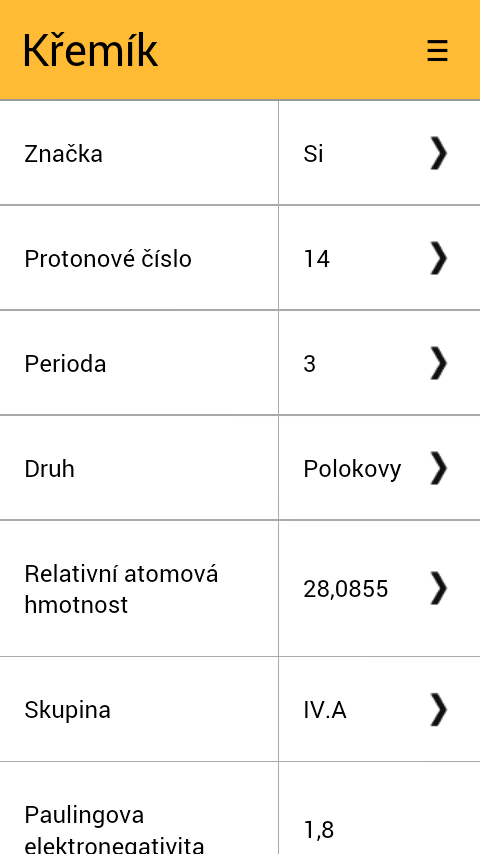 Křemík
Značka
Si
Protonové číslo
14
Perioda
3
Druh
Polokovy
Relativní atomová
hmotnost
28,0855
Skupina
IV.A
Paulingova
elektronegativita
1,8